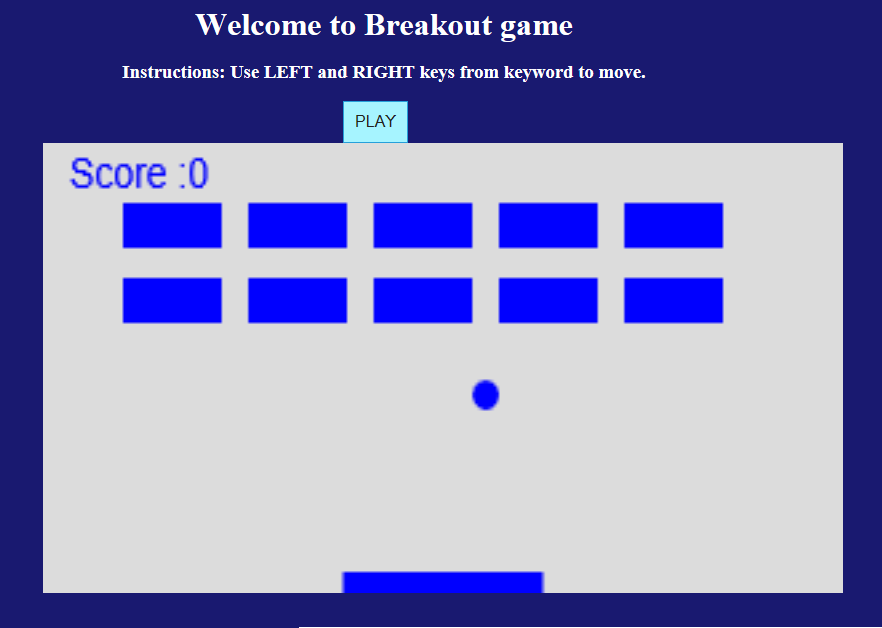 Welcome to Breakout game
Instructions: Use LEFT and RIGHT keys from keyword to move.
PLAY
Score :0